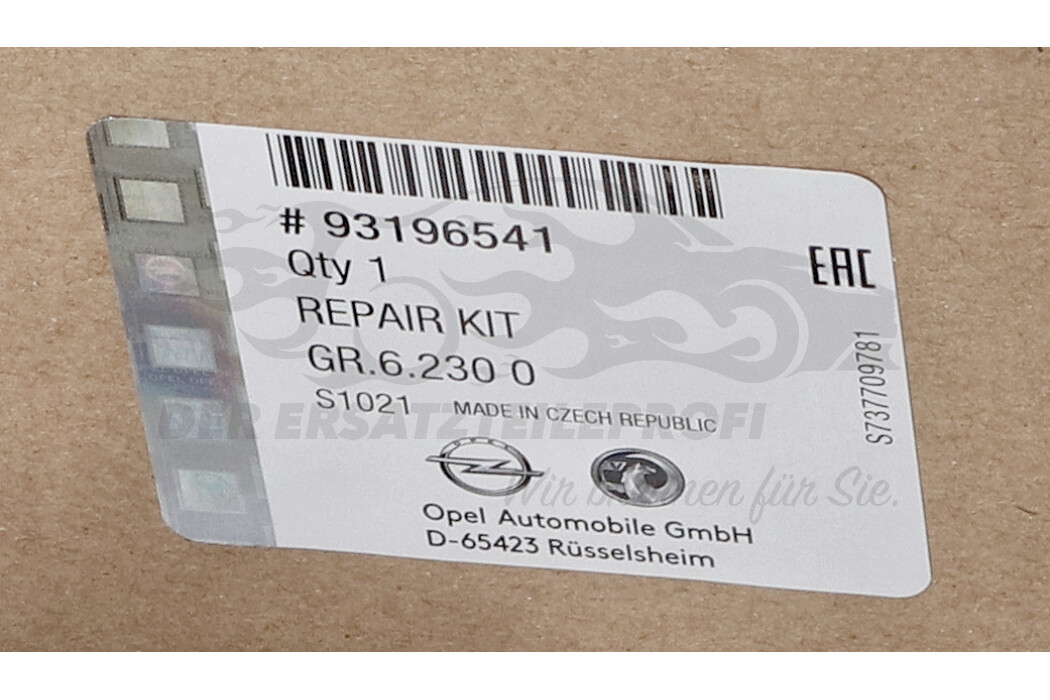 # 93196541
Qty 1
REPAIR KIT
GR.6.230 0
S1021 MADE IN CZECH REPUBLIC
Opel Automobile GmbH
D-65423 Rüsselsheim
EAC
S737709781
DER ERSATZTEILEPROFI
Wir brennen für Sie.